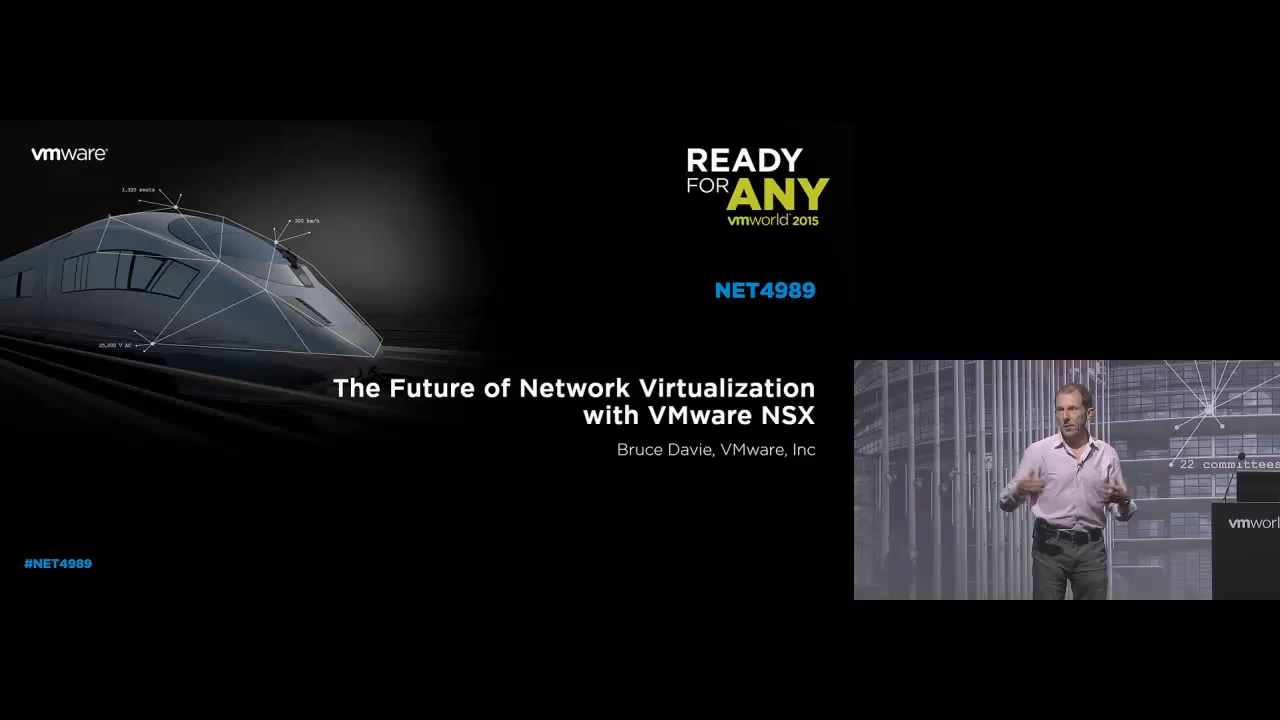 vmware
READY
FOR ANY
vmworld 2015
1,323 seats
300 km/h
25,000 V AC
NET4989
The Future of Network Virtualization
with VMware NSX
Bruce Davie, VMware, Inc
#NET4989
22 committees
vmworl